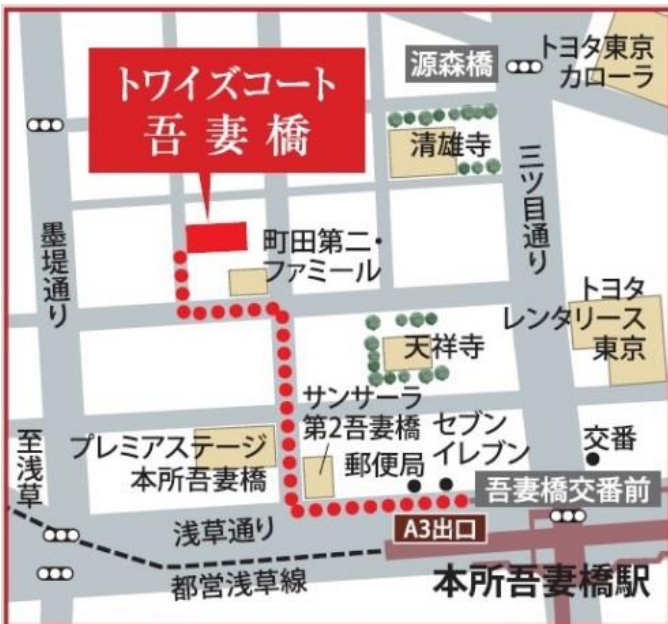 トヨタ東京
カローラ
源森橋
トワイズコート
吾妻橋
清雄寺
三ツ目通り
墨堤通り
町田第二・
ファミール
トヨタ
レンタリース
東京
天祥寺
サンサーラ
第2吾妻橋
セブン
イレブン
プレミアステージ
本所吾妻橋
郵便局
交番
至浅草
吾妻橋交番前
浅草通り
A3出口
都営浅草線
本所吾妻橋駅